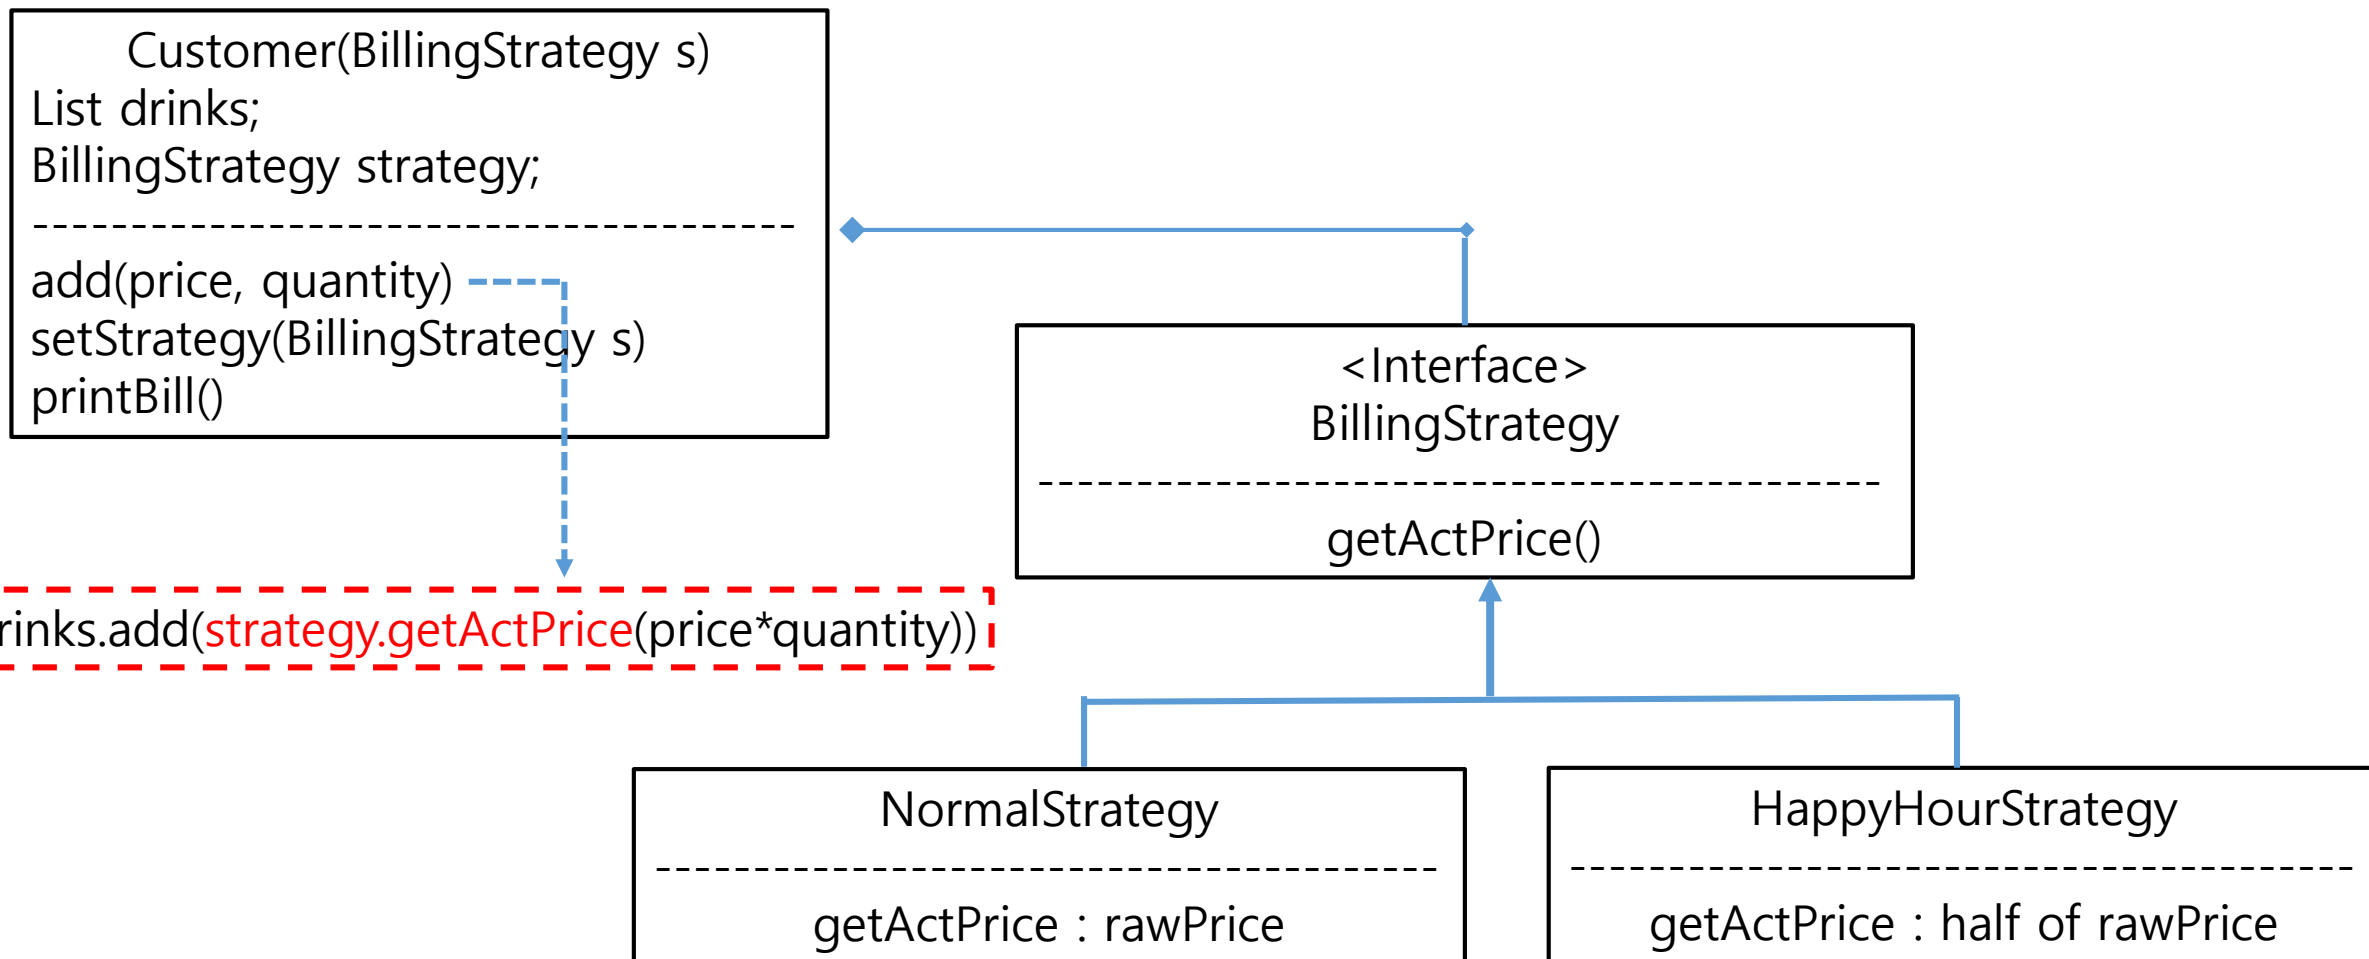 Customer(BillingStrategy s)
List drinks;
BillingStrategy strategy;
add(price, quantity)
setStrategy(BillingStrategy s)
printBill()
rinks.add(strategy.getActPrice(price*quantity))
<Interface>
BillingStrategy
getActPrice()
NormalStrategy
getActPrice : rawPrice
HappyHourStrategy
getActPrice : half of rawPrice